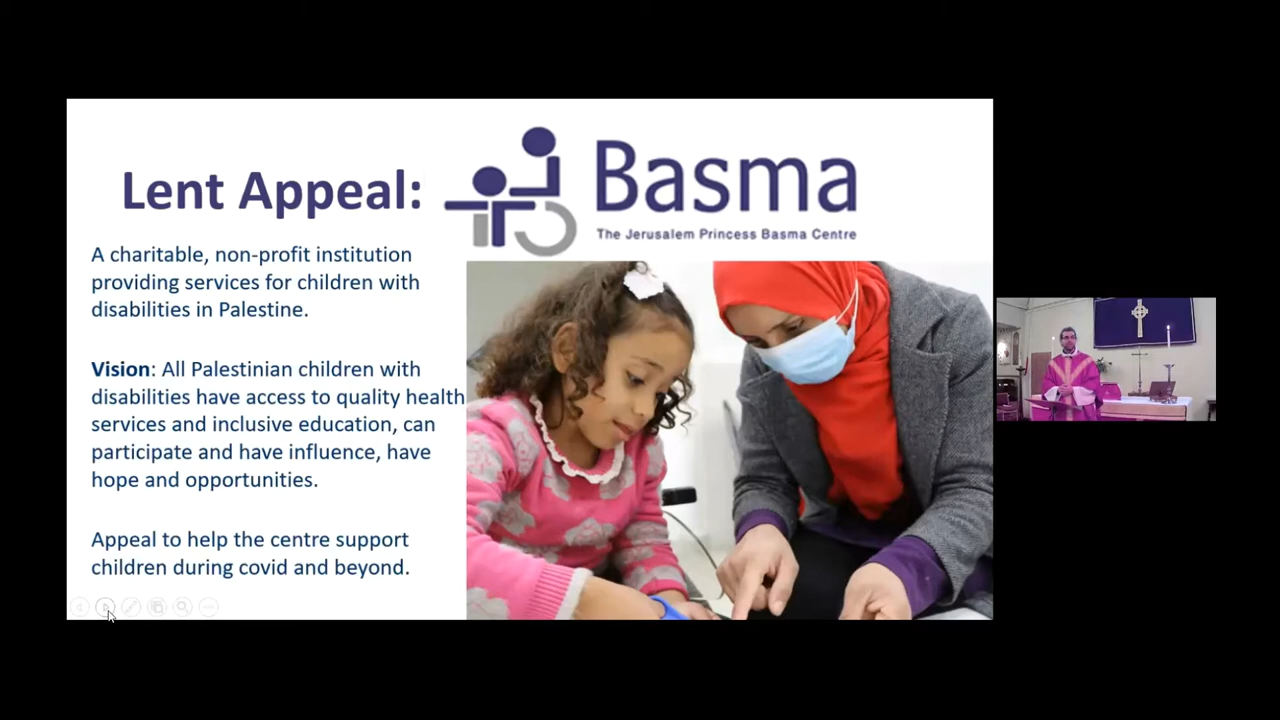 Lent Appeal:
Basma
The Jerusalem Princess Basma Centre
A charitable, non-profit institution
providing services for children with
disabilities in Palestine.
Vision: All Palestinian children with
disabilities have access to quality health
services and inclusive education, can
participate and have influence, have
hope and opportunities.
Appeal to help the centre support
children during covid and beyond.